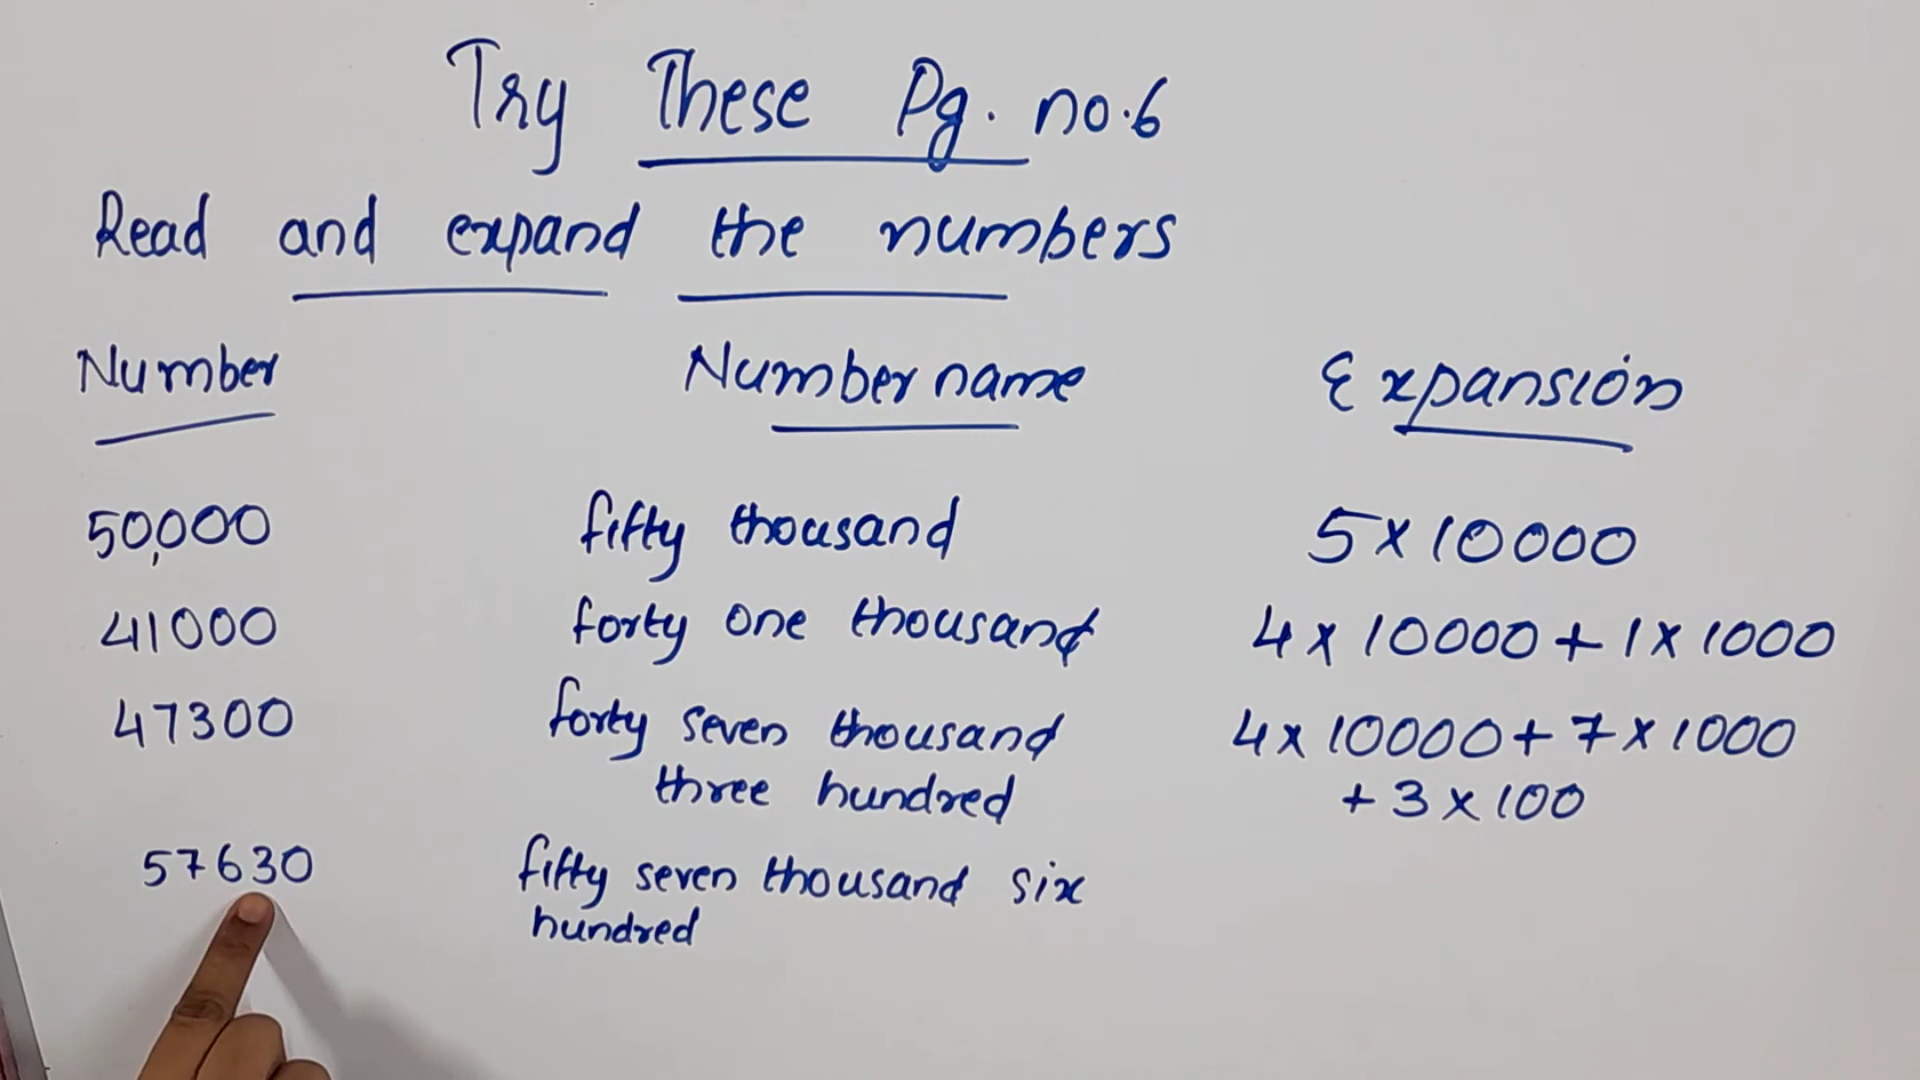 Try These Pg. no.6
Read and expand the numbers
Number Number name Expansion
50,000 fifty thousand 5 x 10000
41000 forty one thousand 4 x 10000 + 1 x 1000
47300 forty seven thousand 4 x 10000 + 7 x 1000
three hundred + 3 x 100
57630 fifty seven thousand six
hundred